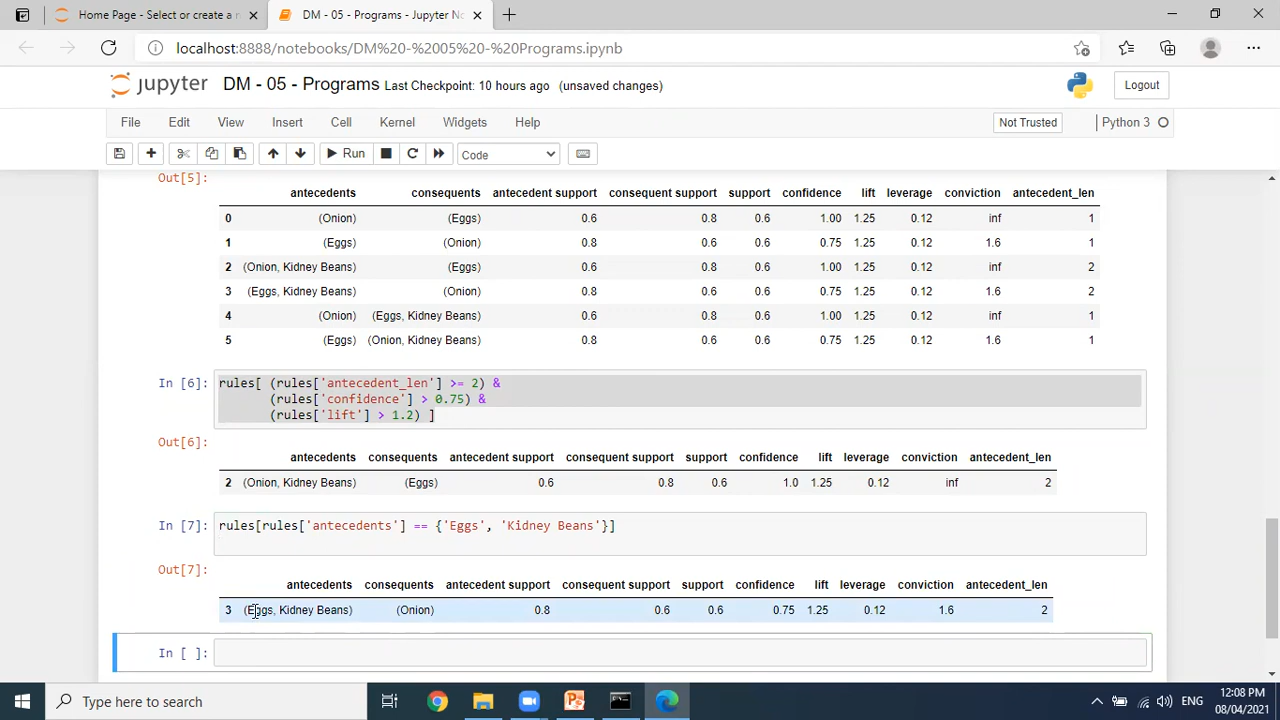 Home Page - Select or create a n
DM - 05 - Programs - Jupyter No
localhost:8888/notebooks/DM%20-%2005%20-%20Programs.ipynb
jupyter DM - 05 - Programs Last Checkpoint: 10 hours ago (unsaved changes)
Logout
File Edit View Insert Cell Kernel Widgets Help
Not Trusted
Python 3
Run
Code
Out[5]:
antecedents consequents antecedent support consequent support support confidence lift leverage conviction antecedent_len
0 (Onion) (Eggs) 0.6 0.8 0.6 1.00 1.25 0.12 inf 1
1 (Eggs) (Onion) 0.8 0.6 0.6 0.75 1.25 0.12 1.6 1
2 (Onion, Kidney Beans) (Eggs) 0.6 0.8 0.6 1.00 1.25 0.12 inf 2
3 (Eggs, Kidney Beans) (Onion) 0.8 0.6 0.6 0.75 1.25 0.12 1.6 2
4 (Onion) (Eggs, Kidney Beans) 0.6 0.8 0.6 1.00 1.25 0.12 inf 1
5 (Eggs) (Onion, Kidney Beans) 0.8 0.6 0.6 0.75 1.25 0.12 1.6 1
In [6]: rules[ (rules['antecedent_len'] >= 2) &
(rules['confidence'] > 0.75) &
(rules['lift'] > 1.2) ]
Out[6]:
antecedents consequents antecedent support consequent support support confidence lift leverage conviction antecedent_len
2 (Onion, Kidney Beans) (Eggs) 0.6 0.8 0.6 1.0 1.25 0.12 inf 2
In [7]: rules[rules['antecedents'] == {'Eggs', 'Kidney Beans'}]
Out[7]:
antecedents consequents antecedent support consequent support support confidence lift leverage conviction antecedent_len
3 (Eggs, Kidney Beans) (Onion) 0.8 0.6 0.6 0.75 1.25 0.12 1.6 2
In [ ]:
Type here to search
ENG
12:08 PM
08/04/2021